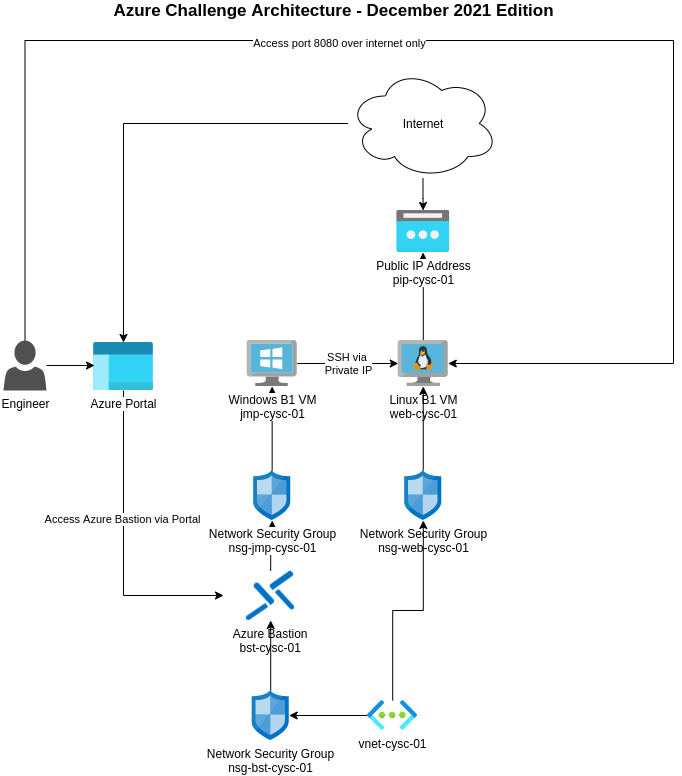 Azure Challenge Architecture - December 2021 Edition
Access port 8080 over internet only
Internet
Public IP Address
pip-cysc-01
Engineer
Azure Portal
Windows B1 VM
jmp-cysc-01
SSH via
Private IP
Linux B1 VM
web-cysc-01
Access Azure Bastion via Portal
Network Security Group
nsg-jmp-cysc-01
Network Security Group
nsg-web-cysc-01
Azure Bastion
bst-cysc-01
Network Security Group
nsg-bst-cysc-01
vnet-cysc-01